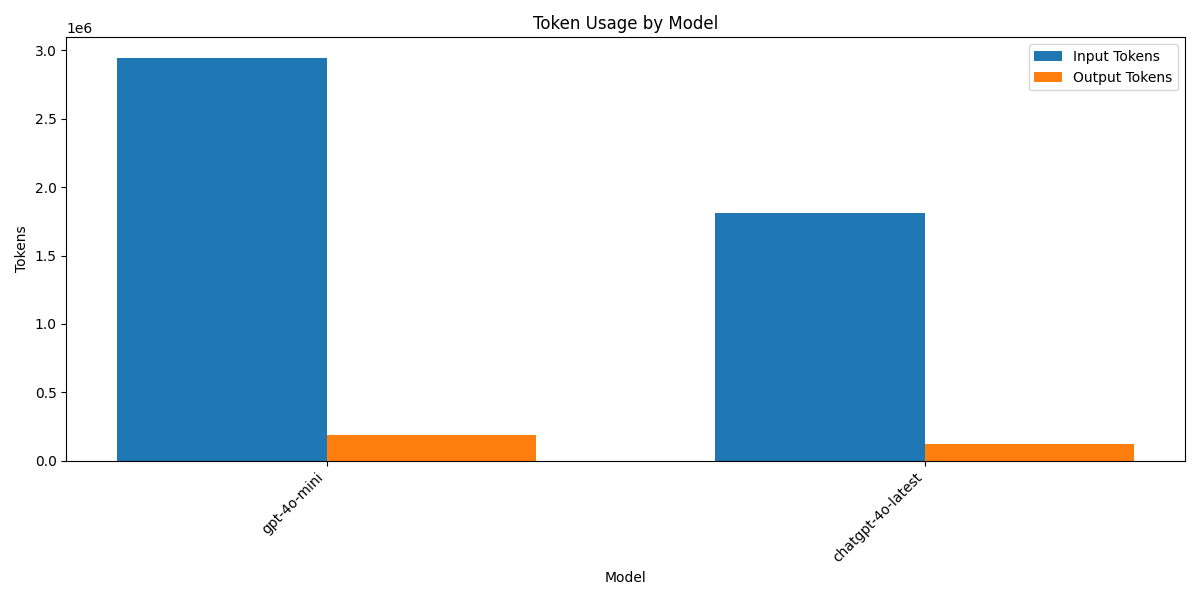 Token Usage by Model
1e6
3.0
2.5
2.0
1.5
1.0
0.5
0.0
Tokens
Input Tokens
Output Tokens
gpt-4o-mini
chatgpt-4o-latest
Model